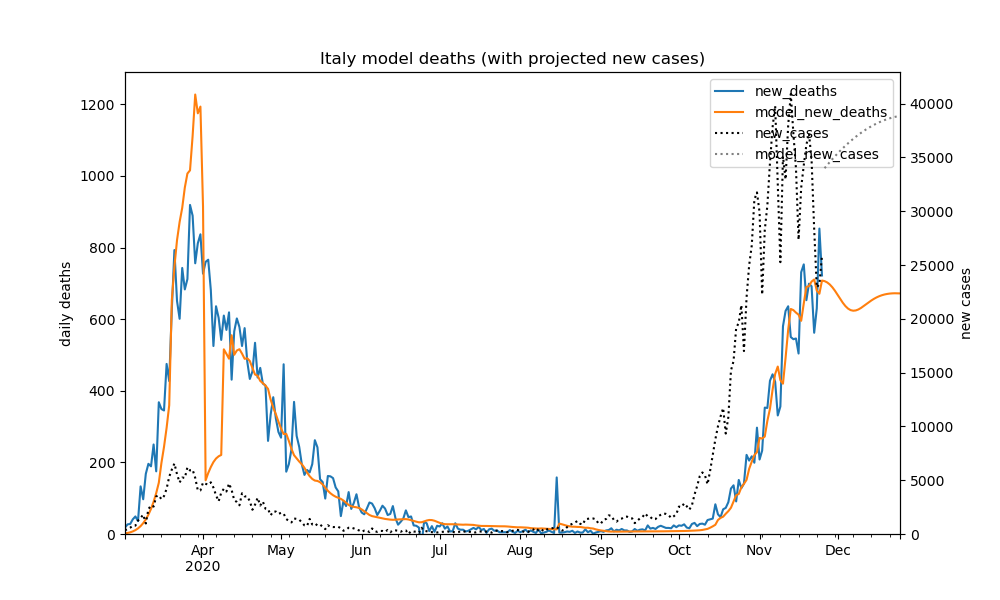 Italy model deaths (with projected new cases)
new_deaths
model_new_deaths
new_cases
model_new_cases
daily deaths
new cases
1200
1000
800
600
400
200
0
40000
35000
30000
25000
20000
15000
10000
5000
0
Apr May Jun Jul Aug Sep Oct Nov Dec
2020